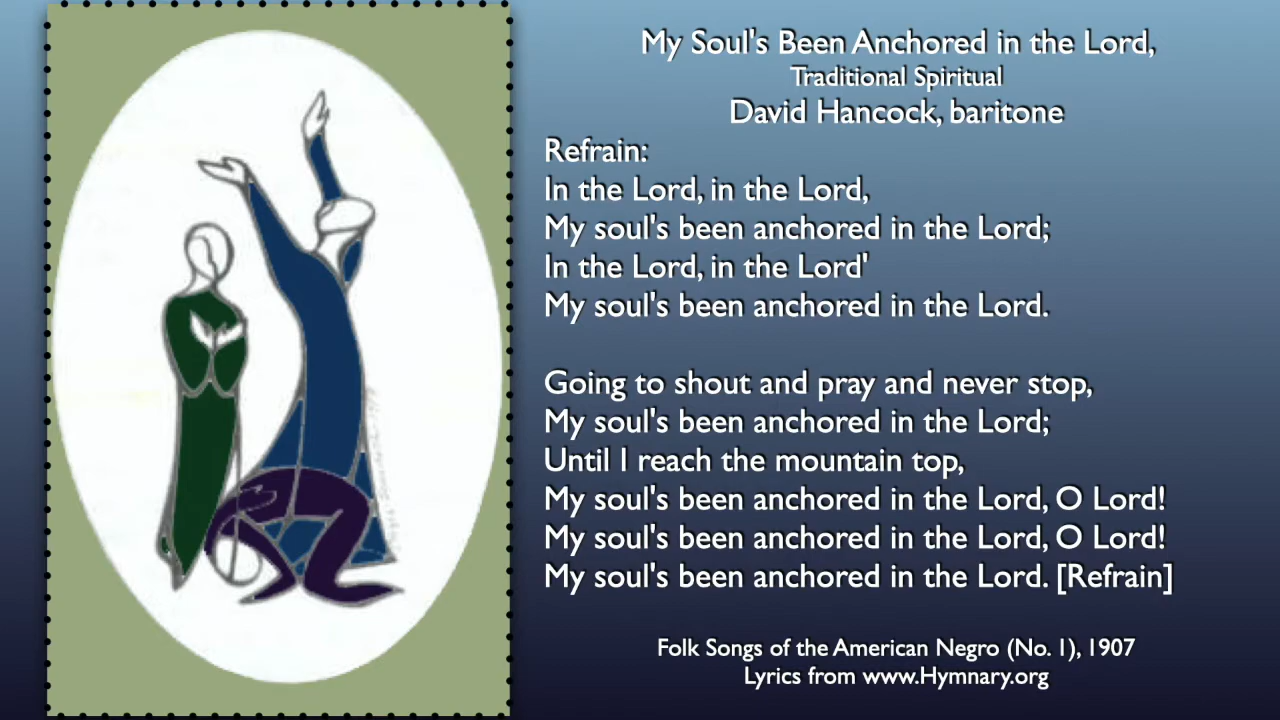 My Soul's Been Anchored in the Lord,
Traditional Spiritual
David Hancock, baritone
Refrain:
In the Lord, in the Lord,
My soul's been anchored in the Lord;
In the Lord, in the Lord'
My soul's been anchored in the Lord.
Going to shout and pray and never stop,
My soul's been anchored in the Lord;
Until I reach the mountain top,
My soul's been anchored in the Lord, O Lord!
My soul's been anchored in the Lord, O Lord!
My soul's been anchored in the Lord. [Refrain]
Folk Songs of the American Negro (No. 1), 1907
Lyrics from www.Hymnary.org